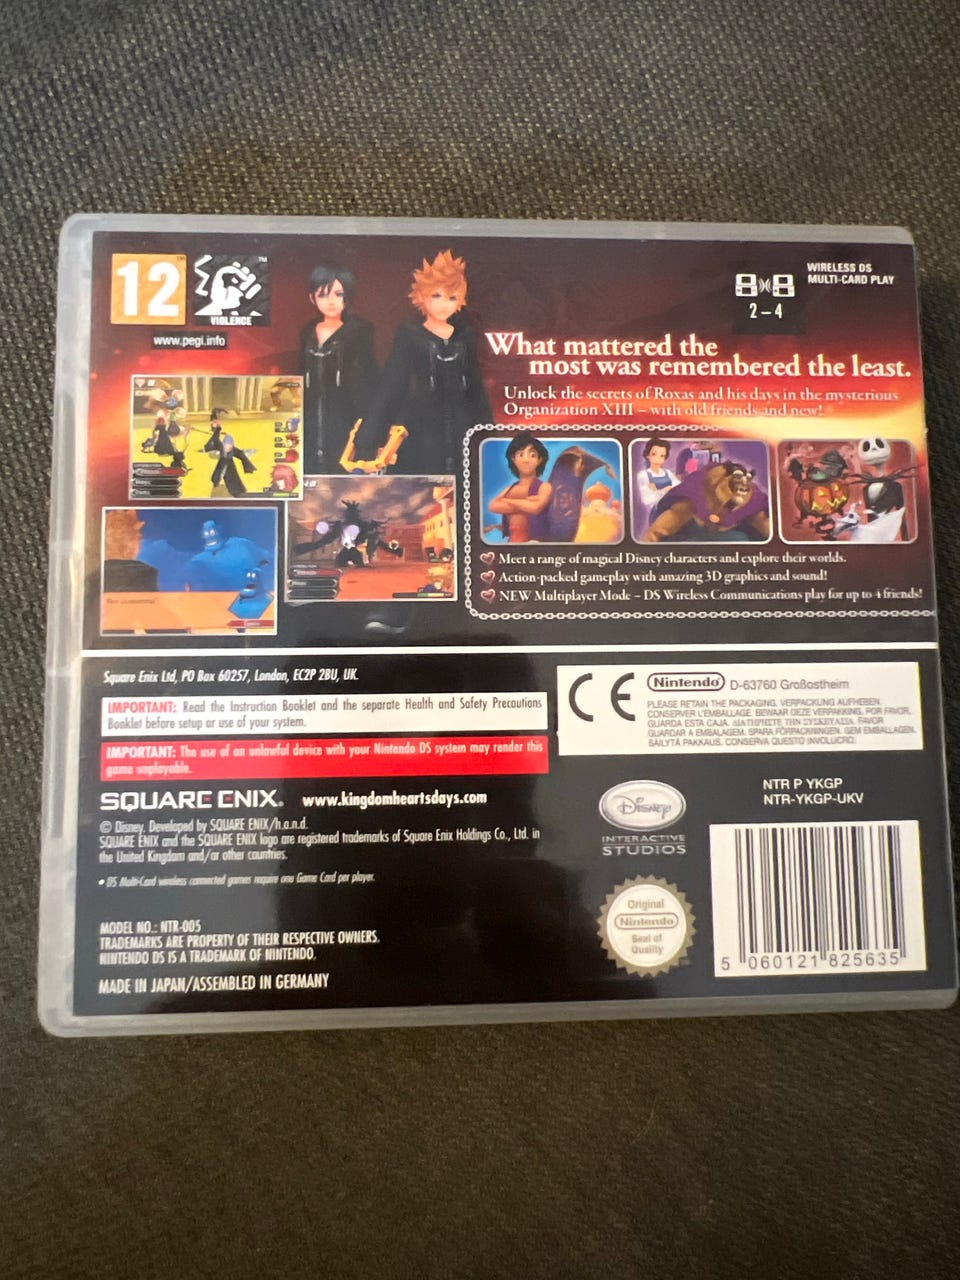 12
VIOLENCE
www.pegi.info
WIRELESS DS
MULTI-CARD PLAY
2 – 4
What mattered the
most was remembered the least.
Unlock the secrets of Roxas and his days in the mysterious
Organization XIII – with old friends and new!
Meet a range of magical Disney characters and explore their worlds.
Action-packed gameplay with amazing 3D graphics and sound!
NEW Multiplayer Mode – DS Wireless Communications play for up to 4 friends!
Square Enix Ltd, PO Box 60257, London, EC2P 2BU, UK.
IMPORTANT: Read the Instruction Booklet and the separate Health and Safety Precautions
Booklet before setup or use of your system.
IMPORTANT: The use of an unlawful device with your Nintendo DS system may render this
game unplayable.
SQUARE ENIX. www.kingdomheartsdays.com
© Disney. Developed by SQUARE ENIX/h.a.n.d.
SQUARE ENIX and the SQUARE ENIX logo are registered trademarks of Square Enix Holdings Co., Ltd. in
the United Kingdom and/or other countries.
• DS Multi-Card wireless connected games require one Game Card per player.
MODEL NO.: NTR-005
TRADEMARKS ARE PROPERTY OF THEIR RESPECTIVE OWNERS.
NINTENDO DS IS A TRADEMARK OF NINTENDO.
MADE IN JAPAN/ASSEMBLED IN GERMANY
CE
Nintendo D-63760 Großostheim
PLEASE RETAIN THE PACKAGING. VERPACKUNG AUFHEBEN.
CONSERVER L'EMBALLAGE. BEWAAR DEZE VERPAKKING. POR FAVOR,
GUARDA ESTA CAJA. ΔΙΑΤΗΡΗΣΤΕ ΤΗΝ ΣΥΣΚΕΥΑΣΙΑ. FAVOR
GUARDAR A EMBALAGEM. SPARA FÖRPACKNINGEN. GEM EMBALLAGEN.
SÄILYTÄ PAKKAUS. CONSERVA QUESTO INVOLUCRO.
NTR P YKGP
NTR-YKGP-UKV
Disney
INTERACTIVE
STUDIOS
Original
Nintendo
Seal of
Quality
5 060121 825635